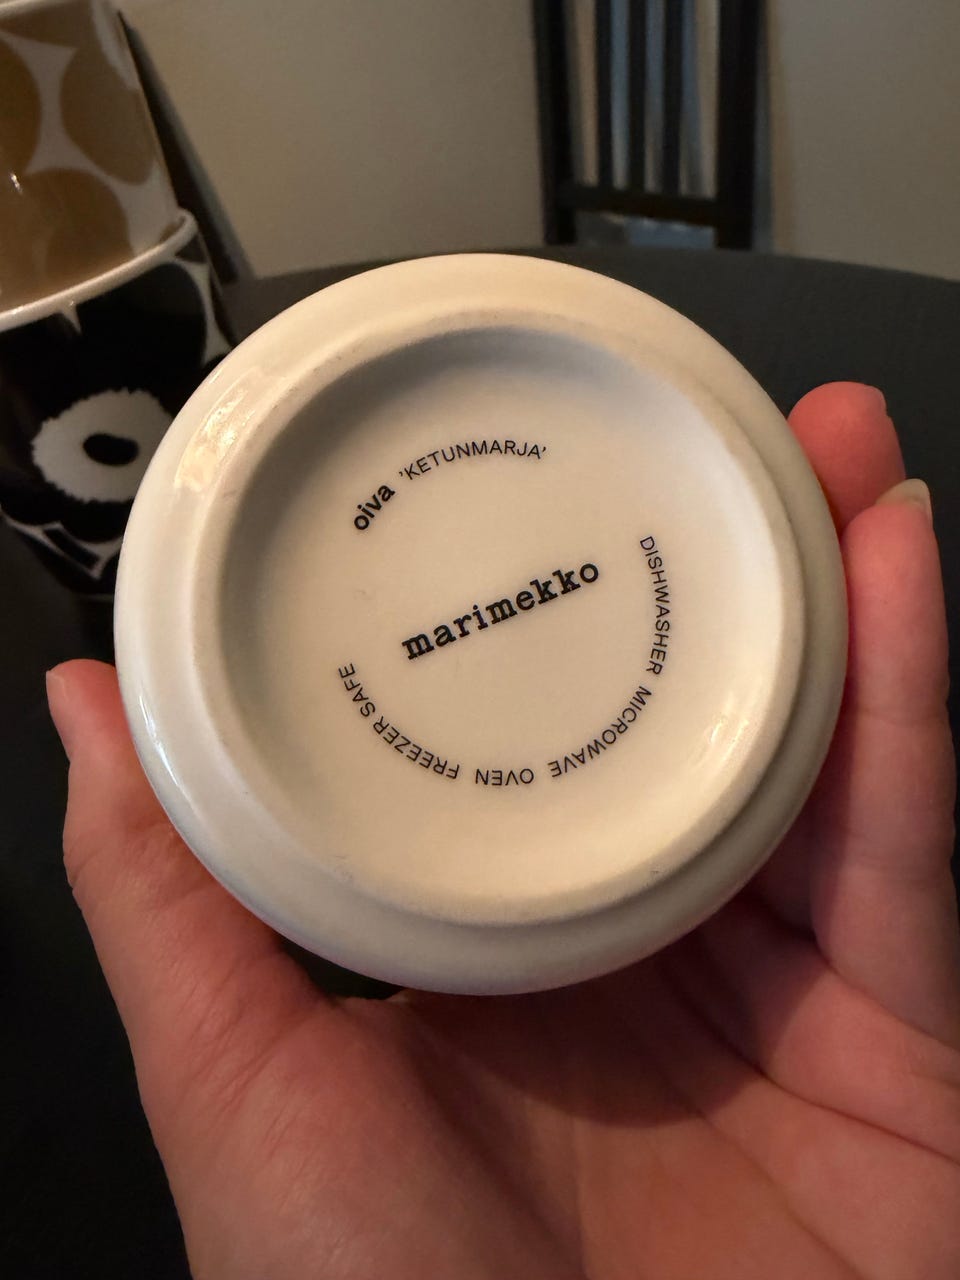 oiva 'KETUNMARJA'
marimekko
DISHWASHER MICROWAVE OVEN FREEZER SAFE